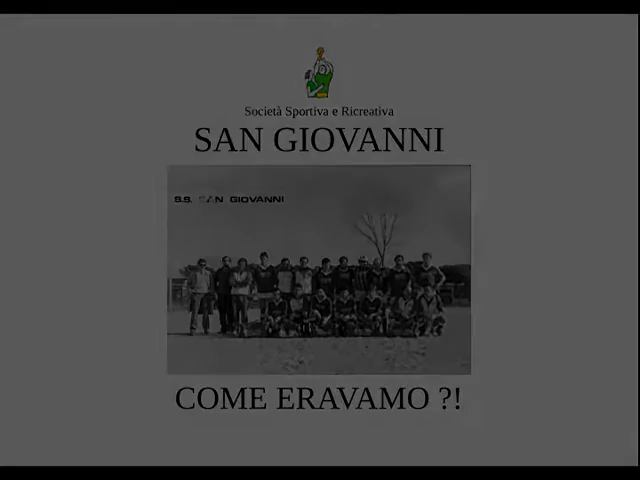 Società Sportiva e Ricreativa
SAN GIOVANNI
S.S. SAN GIOVANNI
COME ERAVAMO ?!